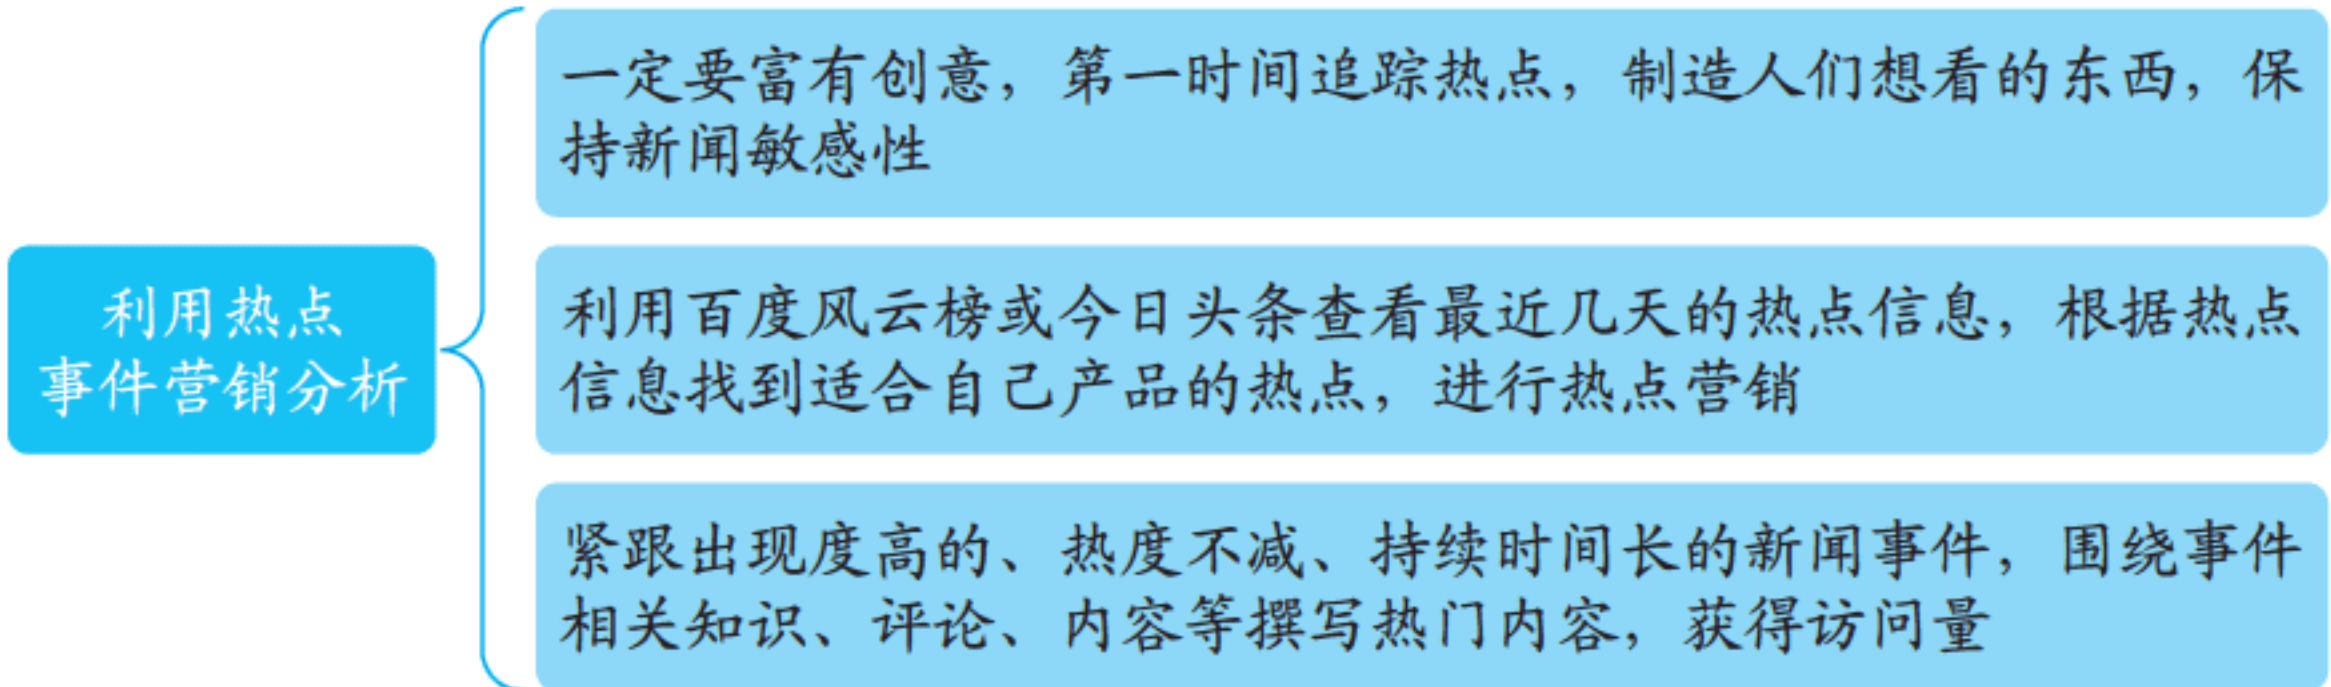 一定要富有创意，第一时间追踪热点，制造人们想看的东西，保
持新闻敏感性
利用热点
事件营销分析
利用百度风云榜或今日头条查看最近几天的热点信息，根据热点
信息找到适合自己产品的热点，进行热点营销
紧跟出现度高的、热度不减、持续时间长的新闻事件，围绕事件
相关知识、评论、内容等撰写热门内容，获得访问量